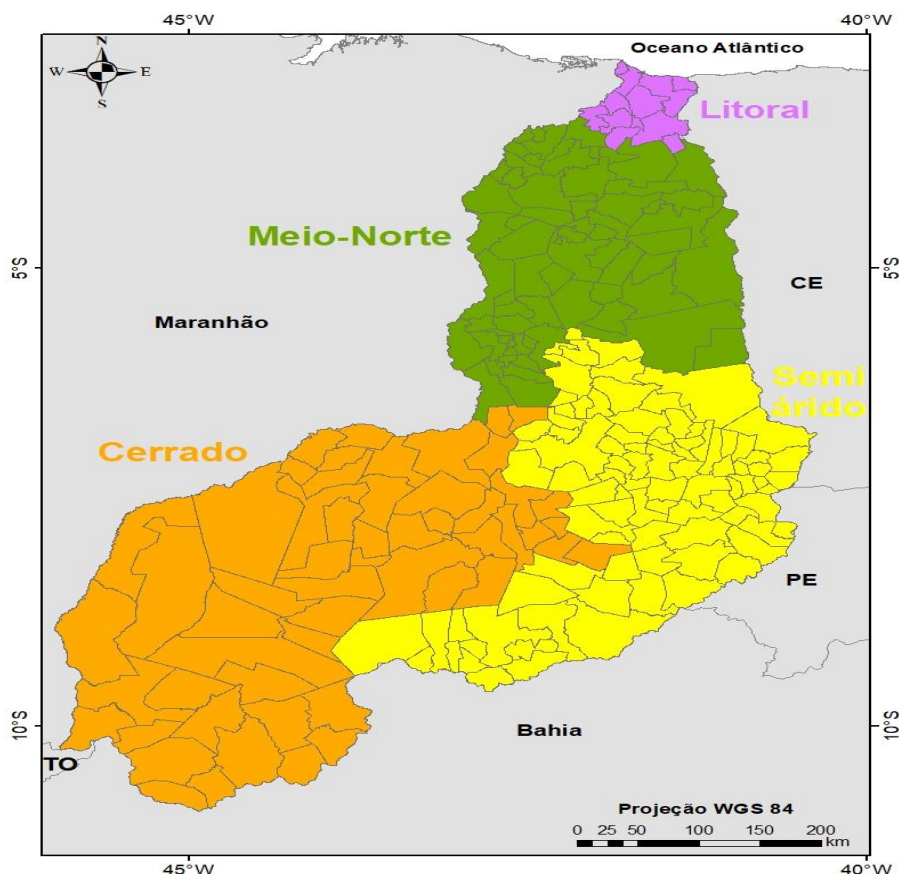 45°W
40°W
N
W
E
S
Oceano Atlântico
Litoral
Meio-Norte
5°S
5°S
CE
Maranhão
Semi
árido
Cerrado
PE
10°S
10°S
Bahia
TO
Projeção WGS 84
0 25 50 100 150 200
km
45°W
40°W